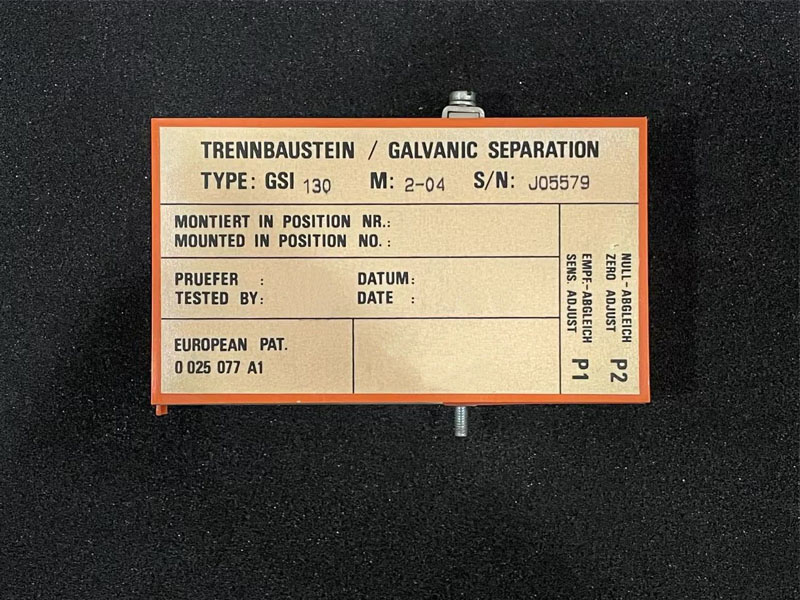 TRENNBAUSTEIN / GALVANIC SEPARATION
TYPE: GSI 130 M: 2-04 S/N: J05579
MONTIERT IN POSITION NR.:
MOUNTED IN POSITION NO.:
PRUEFER : DATUM:
TESTED BY: DATE :
EUROPEAN PAT.
0 025 077 A1
NULL-ABGLEICH
ZERO ADJUST P2
EMPF.-ABGLEICH
SENS. ADJUST P1